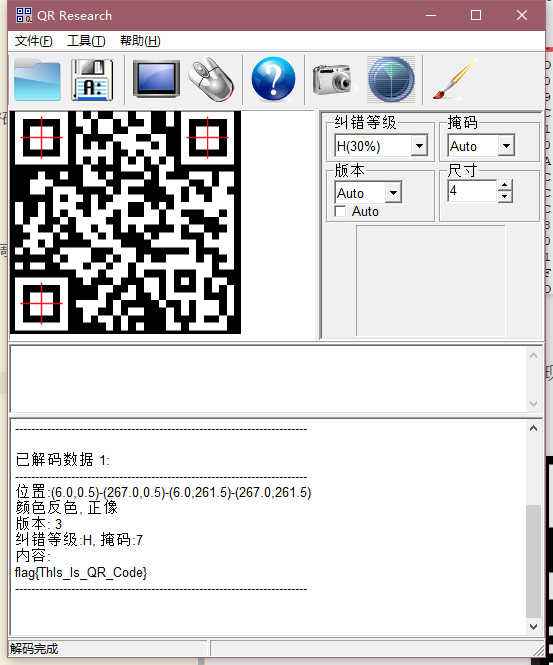 QR Research
文件(F) 工具(T) 帮助(H)
A:
纠错等级
掩码
H(30%)
Auto
版本
尺寸
Auto
4
Auto
已解码数据 1:
位置:(6.0,0.5)-(267.0,0.5)-(6.0,261.5)-(267.0,261.5)
颜色反色, 正像
版本: 3
纠错等级:H, 掩码:7
内容:
flag{ThIs_Is_QR_Code}
解码完成